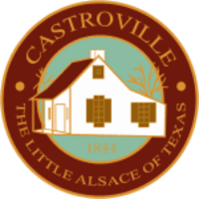 CASTROVILLE
1844
• THE LITTLE ALSACE OF TEXAS •